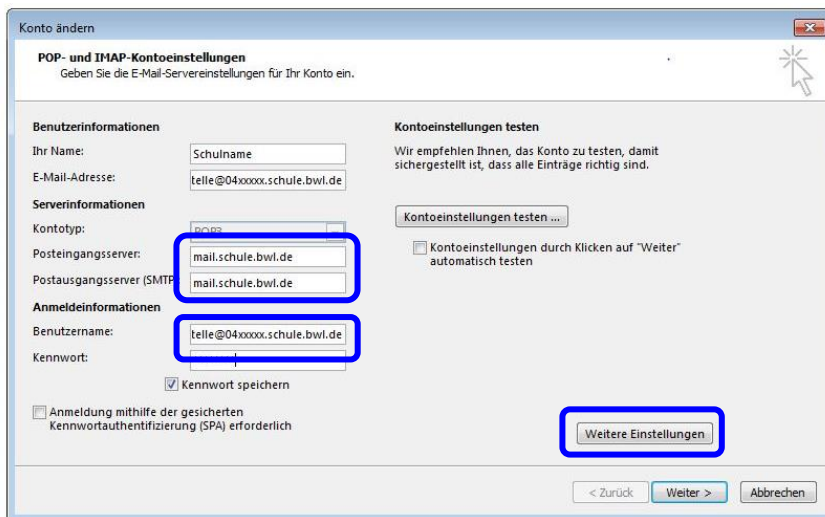 Konto ändern
POP- und IMAP-Kontoeinstellungen
Geben Sie die E-Mail-Servereinstellungen für Ihr Konto ein.
Benutzerinformationen
Ihr Name: Schulname
E-Mail-Adresse: telle@04xxxxx.schule.bwl.de
Serverinformationen
Kontotyp: POP3
Posteingangsserver: mail.schule.bwl.de
Postausgangsserver (SMTP mail.schule.bwl.de
Anmeldeinformationen
Benutzername: telle@04xxxxx.schule.bwl.de
Kennwort:
Kennwort speichern
Anmeldung mithilfe der gesicherten
Kennwortauthentifizierung (SPA) erforderlich
Kontoeinstellungen testen
Wir empfehlen Ihnen, das Konto zu testen, damit
sichergestellt ist, dass alle Einträge richtig sind.
Kontoeinstellungen testen ...
Kontoeinstellungen durch Klicken auf "Weiter"
automatisch testen
Weitere Einstellungen
< Zurück Weiter > Abbrechen